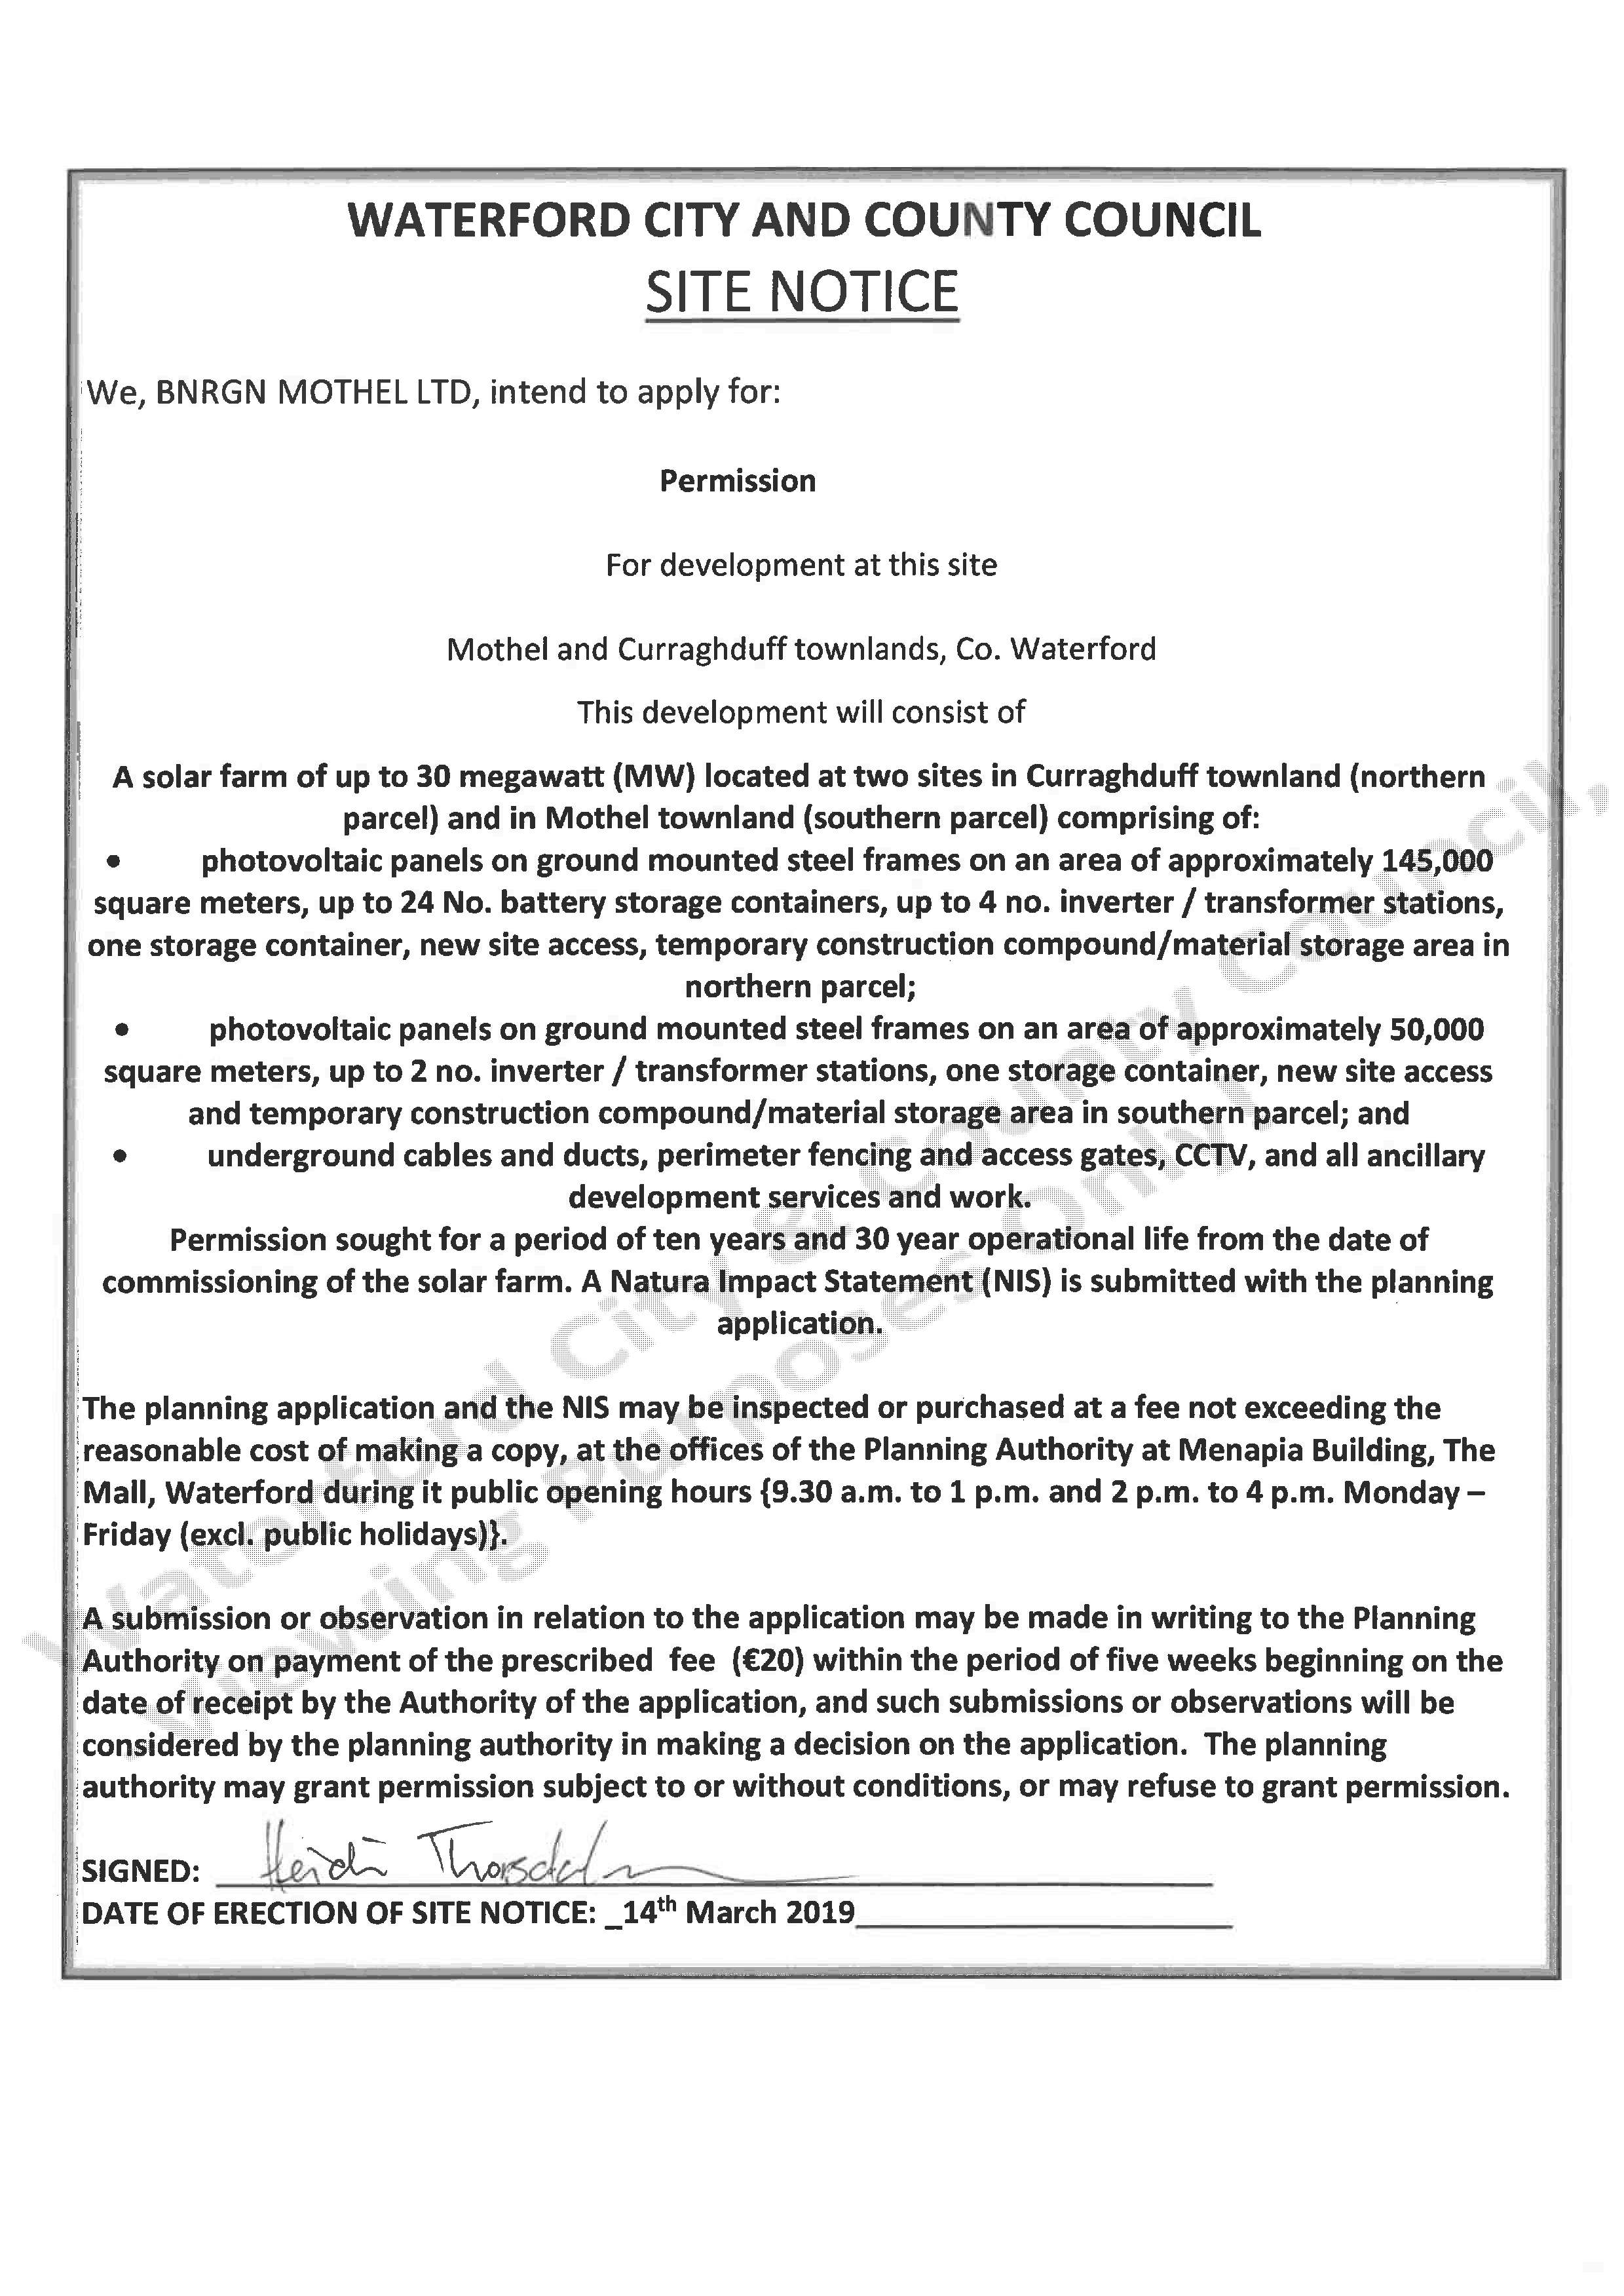 WATERFORD CITY AND COUNTY COUNCIL
SITE NOTICE
We, BNRGN MOTHEL LTD, intend to apply for:
Permission
For development at this site
Mothel and Curraghduff townlands, Co. Waterford
This development will consist of
A solar farm of up to 30 megawatt (MW) located at two sites in Curraghduff townland (northern
parcel) and in Mothel townland (southern parcel) comprising of:
• photovoltaic panels on ground mounted steel frames on an area of approximately 145,000
square meters, up to 24 No. battery storage containers, up to 4 no. inverter / transformer stations,
one storage container, new site access, temporary construction compound/material storage area in
northern parcel;
• photovoltaic panels on ground mounted steel frames on an area of approximately 50,000
square meters, up to 2 no. inverter / transformer stations, one storage container, new site access
and temporary construction compound/material storage area in southern parcel; and
• underground cables and ducts, perimeter fencing and access gates, CCTV, and all ancillary
development services and work.
Permission sought for a period of ten years and 30 year operational life from the date of
commissioning of the solar farm. A Natura Impact Statement (NIS) is submitted with the planning
application.
The planning application and the NIS may be inspected or purchased at a fee not exceeding the
reasonable cost of making a copy, at the offices of the Planning Authority at Menapia Building, The
Mall, Waterford during it public opening hours {9.30 a.m. to 1 p.m. and 2 p.m. to 4 p.m. Monday –
Friday (excl. public holidays)}.
A submission or observation in relation to the application may be made in writing to the Planning
Authority on payment of the prescribed fee (€20) within the period of five weeks beginning on the
date of receipt by the Authority of the application, and such submissions or observations will be
considered by the planning authority in making a decision on the application. The planning
authority may grant permission subject to or without conditions, or may refuse to grant permission.
SIGNED: Heidi
DATE OF ERECTION OF SITE NOTICE: _14th March 2019
Waterford City & County Council,
Viewing Purposes Only!